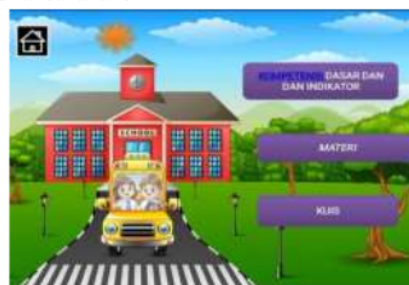 KOMPETENSI DASAR DAN
DAN INDIKATOR
SCHOOL
MATERI
KUIS